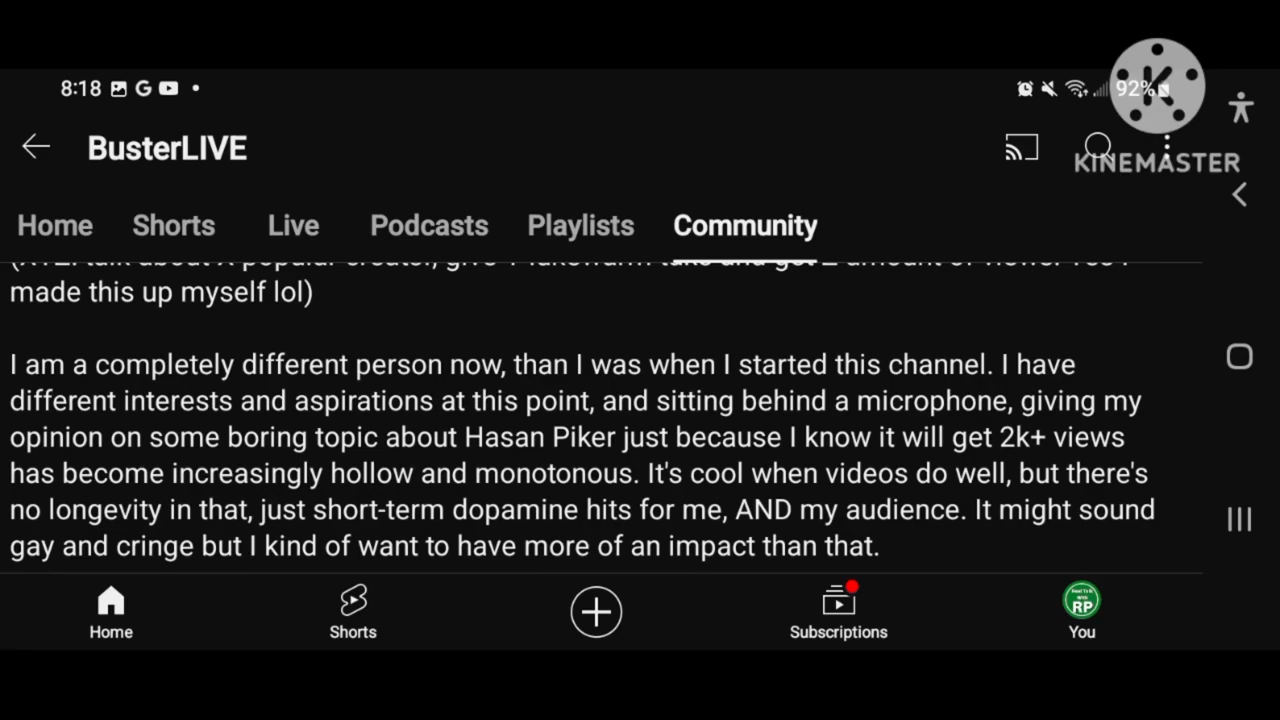 8:18
92%
KINEMASTER
BusterLIVE
Home Shorts Live Podcasts Playlists Community
made this up myself lol)
I am a completely different person now, than I was when I started this channel. I have
different interests and aspirations at this point, and sitting behind a microphone, giving my
opinion on some boring topic about Hasan Piker just because I know it will get 2k+ views
has become increasingly hollow and monotonous. It's cool when videos do well, but there's
no longevity in that, just short-term dopamine hits for me, AND my audience. It might sound
gay and cringe but I kind of want to have more of an impact than that.
RP
Home Shorts Subscriptions You